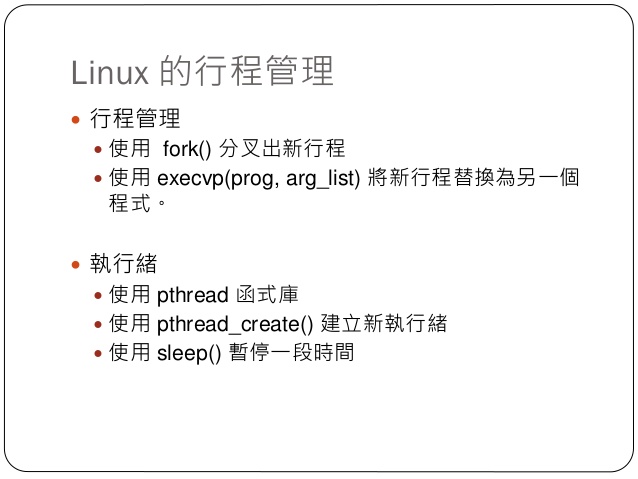 Linux 的行程管理
• 行程管理
• 使用 fork() 分叉出新行程
• 使用 execvp(prog, arg_list) 將新行程替換為另一個
程式。
• 執行緒
• 使用 pthread 函式庫
• 使用 pthread_create() 建立新執行緒
• 使用 sleep() 暫停一段時間